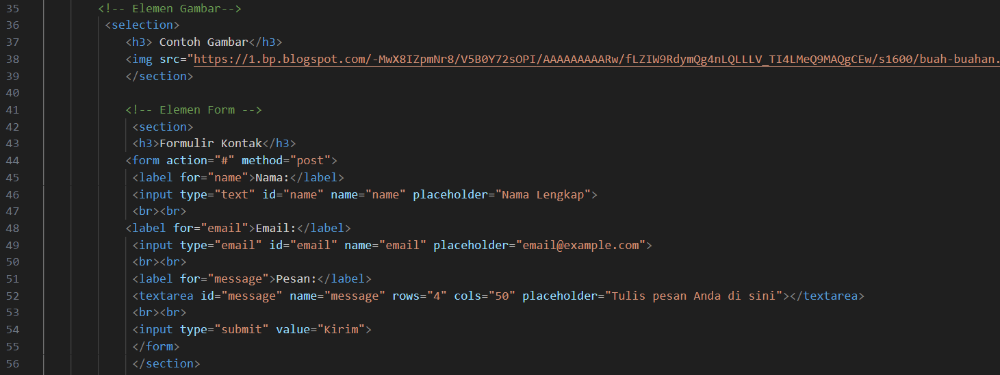 35 <!-- Elemen Gambar-->
36 <selection>
37 <h3> Contoh Gambar</h3>
38 <img src="https://1.bp.blogspot.com/-MwX8IZpmNr8/V5B0Y72sOPI/AAAAAAAAARw/fLZIW9RdymQg4nLQLLLV_TI4LMeQ9MAQgCEw/s1600/buah-buahan.
39 </section>
40
41 <!-- Elemen Form -->
42 <section>
43 <h3>Formulir Kontak</h3>
44 <form action="#" method="post">
45 <label for="name">Nama:</label>
46 <input type="text" id="name" name="name" placeholder="Nama Lengkap">
47 <br><br>
48 <label for="email">Email:</label>
49 <input type="email" id="email" name="email" placeholder="email@example.com">
50 <br><br>
51 <label for="message">Pesan:</label>
52 <textarea id="message" name="message" rows="4" cols="50" placeholder="Tulis pesan Anda di sini"></textarea>
53 <br><br>
54 <input type="submit" value="Kirim">
55 </form>
56 </section>